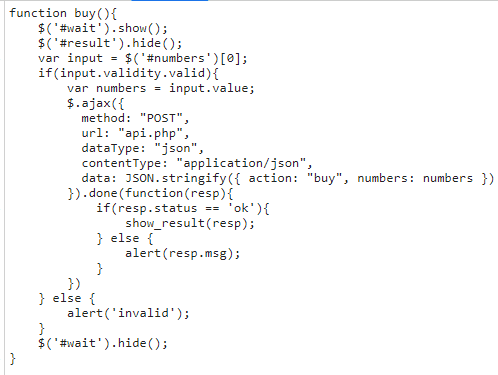 function buy(){
    $('#wait').show();
    $('#result').hide();
    var input = $('#numbers')[0];
    if(input.validity.valid){
        var numbers = input.value;
        $.ajax({
          method: "POST",
          url: "api.php",
          dataType: "json",
          contentType: "application/json",
          data: JSON.stringify({ action: "buy", numbers: numbers })
        }).done(function(resp){
            if(resp.status == 'ok'){
                show_result(resp);
            } else {
                alert(resp.msg);
            }
        })
    } else {
        alert('invalid');
    }
    $('#wait').hide();
}